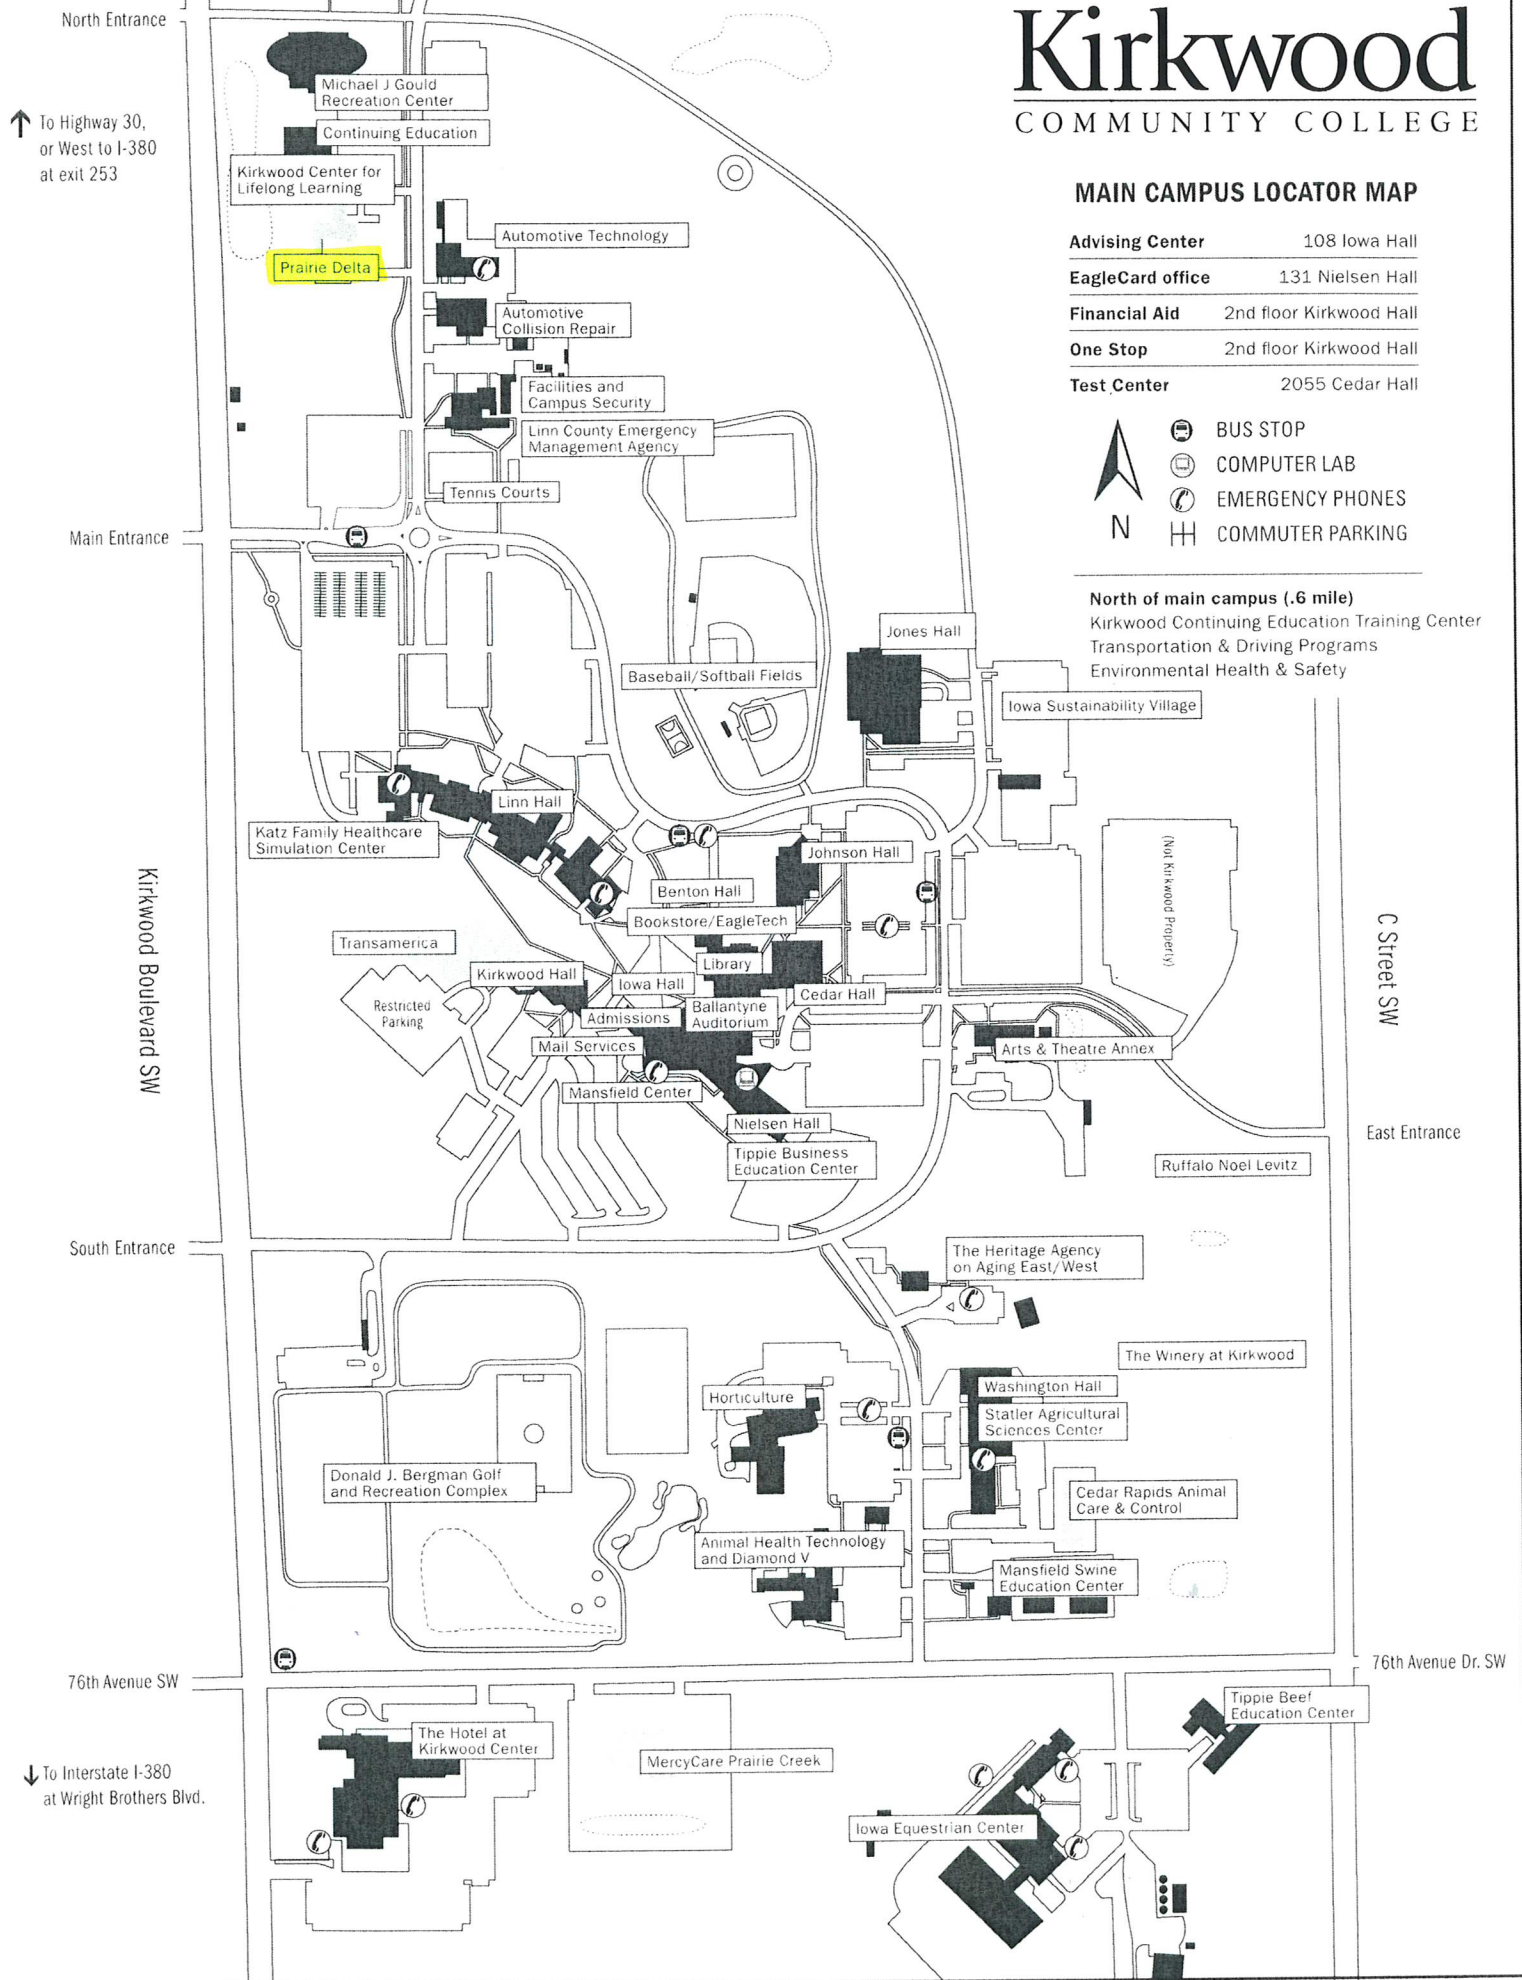 Kirkwood
COMMUNITY COLLEGE
MAIN CAMPUS LOCATOR MAP
Advising Center 108 Iowa Hall
EagleCard office 131 Nielsen Hall
Financial Aid 2nd floor Kirkwood Hall
One Stop 2nd floor Kirkwood Hall
Test Center 2055 Cedar Hall
BUS STOP
COMPUTER LAB
EMERGENCY PHONES
COMMUTER PARKING
N
North of main campus (.6 mile)
Kirkwood Continuing Education Training Center
Transportation & Driving Programs
Environmental Health & Safety
North Entrance
Michael J Gould
Recreation Center
To Highway 30,
or West to I-380
at exit 253
Continuing Education
Kirkwood Center for
Lifelong Learning
Automotive Technology
Prairie Delta
Automotive
Collision Repair
Facilities and
Campus Security
Linn County Emergency
Management Agency
Tennis Courts
Main Entrance
Jones Hall
Baseball/Softball Fields
Iowa Sustainability Village
Linn Hall
Katz Family Healthcare
Simulation Center
Johnson Hall
(Not Kirkwood Property)
Kirkwood Boulevard SW
C Street SW
Benton Hall
Bookstore/EagleTech
Transamerica
Library
Kirkwood Hall
Iowa Hall
Cedar Hall
Restricted
Parking
Admissions
Ballantyne
Auditorium
Mail Services
Arts & Theatre Annex
Mansfield Center
Nielsen Hall
East Entrance
Tippie Business
Education Center
Ruffalo Noel Levitz
South Entrance
The Heritage Agency
on Aging East/West
The Winery at Kirkwood
Washington Hall
Horticulture
Statler Agricultural
Sciences Center
Donald J. Bergman Golf
and Recreation Complex
Cedar Rapids Animal
Care & Control
Animal Health Technology
and Diamond V
Mansfield Swine
Education Center
76th Avenue SW
76th Avenue Dr. SW
Tippie Beef
Education Center
The Hotel at
Kirkwood Center
MercyCare Prairie Creek
To Interstate I-380
at Wright Brothers Blvd.
Iowa Equestrian Center